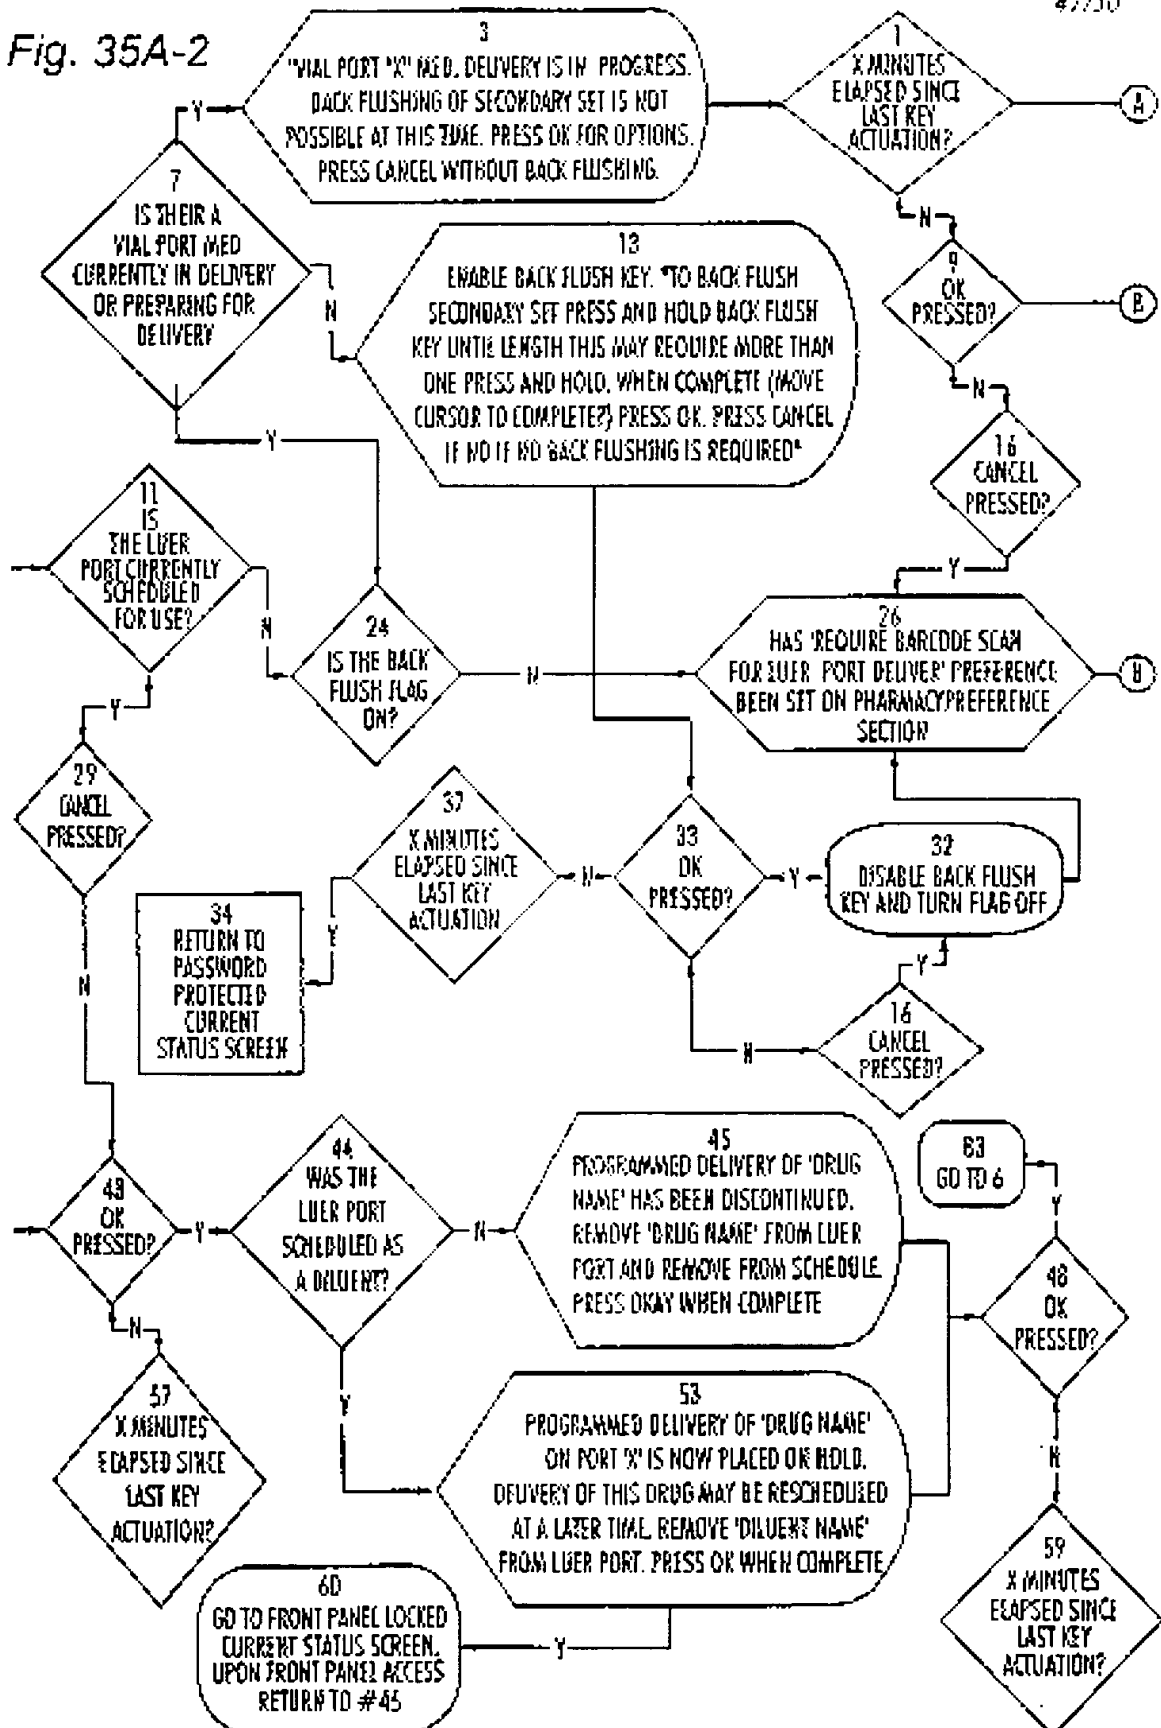 47/50
Fig. 35A-2
3
"VIAL PORT "X" MED. DELIVERY IS IN PROGRESS.
BACK FLUSHING OF SECONDARY SET IS NOT
POSSIBLE AT THIS TIME. PRESS OK FOR OPTIONS.
PRESS CANCEL WITHOUT BACK FLUSHING.
1
X MINUTES
ELAPSED SINCE
LAST KEY
ACTUATION?
A
Y
7
IS THEIR A
VIAL PORT MED
CURRENTLY IN DELIVERY
OR PREPARING FOR
DELIVERY
N
13
ENABLE BACK FLUSH KEY. "TO BACK FLUSH
SECONDARY SET PRESS AND HOLD BACK FLUSH
KEY UNTIL LENGTH THIS MAY REQUIRE MORE THAN
ONE PRESS AND HOLD. WHEN COMPLETE (MOVE
CURSOR TO COMPLETE?) PRESS OK. PRESS CANCEL
IF NO IF NO BACK FLUSHING IS REQUIRED"
N
9
OK
PRESSED?
B
N
16
CANCEL
PRESSED?
Y
Y
11
IS
THE LUER
PORT CURRENTLY
SCHEDULED
FOR USE?
N
24
IS THE BACK
FLUSH FLAG
ON?
N
26
HAS 'REQUIRE BARCODE SCAN
FOR LUER PORT DELIVER' PREFERENCE
BEEN SET ON PHARMACY PREFERENCE
SECTION
H
Y
29
CANCEL
PRESSED?
N
37
X MINUTES
ELAPSED SINCE
LAST KEY
ACTUATION
N
33
OK
PRESSED?
Y
32
DISABLE BACK FLUSH
KEY AND TURN FLAG OFF
Y
34
RETURN TO
PASSWORD
PROTECTED
CURRENT
STATUS SCREEN
Y
16
CANCEL
PRESSED?
N
43
OK
PRESSED?
Y
44
WAS THE
LUER PORT
SCHEDULED AS
A DILUENT?
N
45
PROGRAMMED DELIVERY OF 'DRUG
NAME' HAS BEEN DISCONTINUED.
REMOVE 'DRUG NAME' FROM LUER
PORT AND REMOVE FROM SCHEDULE.
PRESS OKAY WHEN COMPLETE
63
GO TO 6
Y
48
OK
PRESSED?
N
57
X MINUTES
ELAPSED SINCE
LAST KEY
ACTUATION?
Y
53
PROGRAMMED DELIVERY OF 'DRUG NAME'
ON PORT 'X' IS NOW PLACED ON HOLD.
DELIVERY OF THIS DRUG MAY BE RESCHEDULED
AT A LATER TIME. REMOVE 'DILUENT NAME'
FROM LUER PORT. PRESS OK WHEN COMPLETE
N
59
X MINUTES
ELAPSED SINCE
LAST KEY
ACTUATION?
60
GO TO FRONT PANEL LOCKED
CURRENT STATUS SCREEN.
UPON FRONT PANEL ACCESS
RETURN TO #45
Y